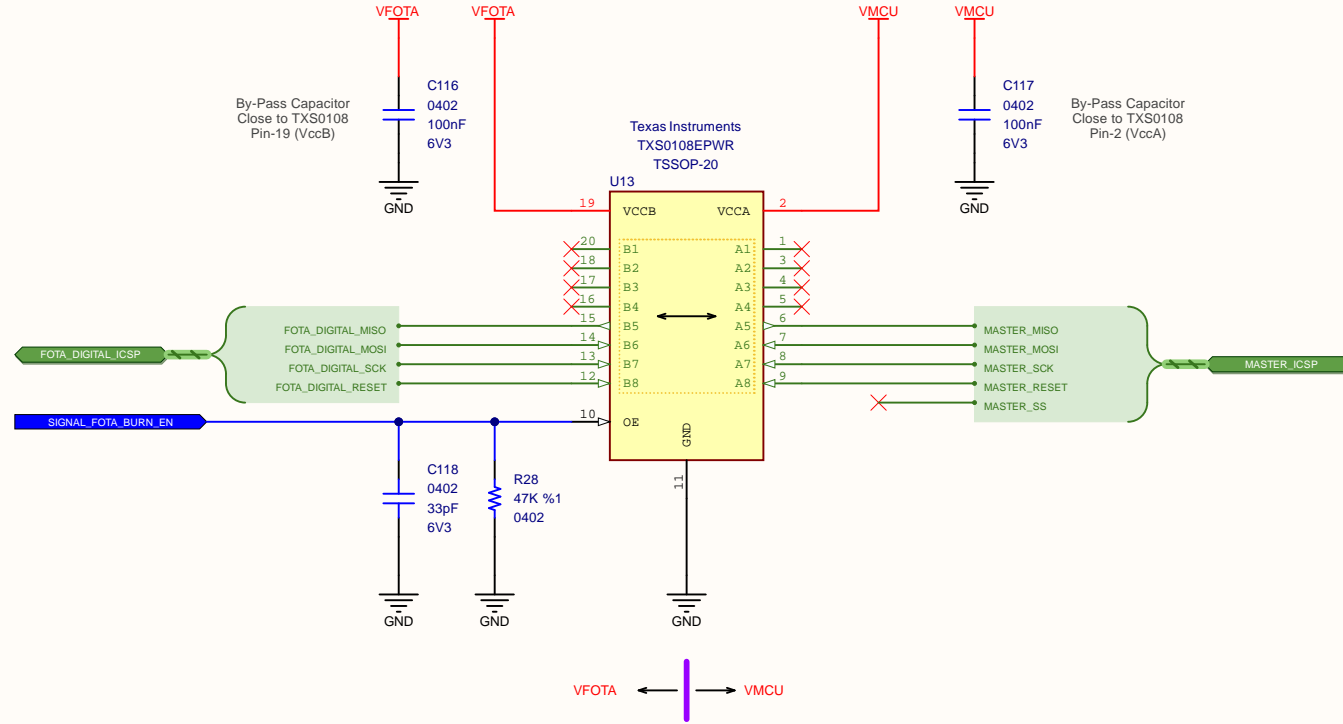 VFOTA
VFOTA
VMCU
VMCU
By-Pass Capacitor
Close to TXS0108
Pin-19 (VccB)
C116
0402
100nF
6V3
GND
Texas Instruments
TXS0108EPWR
TSSOP-20
U13
C117
0402
100nF
6V3
GND
By-Pass Capacitor
Close to TXS0108
Pin-2 (VccA)
19 VCCB VCCA 2
20 B1 A1 1
18 B2 A2 3
17 B3 A3 4
16 B4 A4 5
15 B5 A5 6
14 B6 A6 7
13 B7 A7 8
12 B8 A8 9
10 OE
GND
11
GND
FOTA_DIGITAL_ICSP
FOTA_DIGITAL_MISO
FOTA_DIGITAL_MOSI
FOTA_DIGITAL_SCK
FOTA_DIGITAL_RESET
MASTER_MISO
MASTER_MOSI
MASTER_SCK
MASTER_RESET
MASTER_SS
MASTER_ICSP
SIGNAL_FOTA_BURN_EN
C118
0402
33pF
6V3
GND
R28
47K %1
0402
GND
VFOTA
VMCU